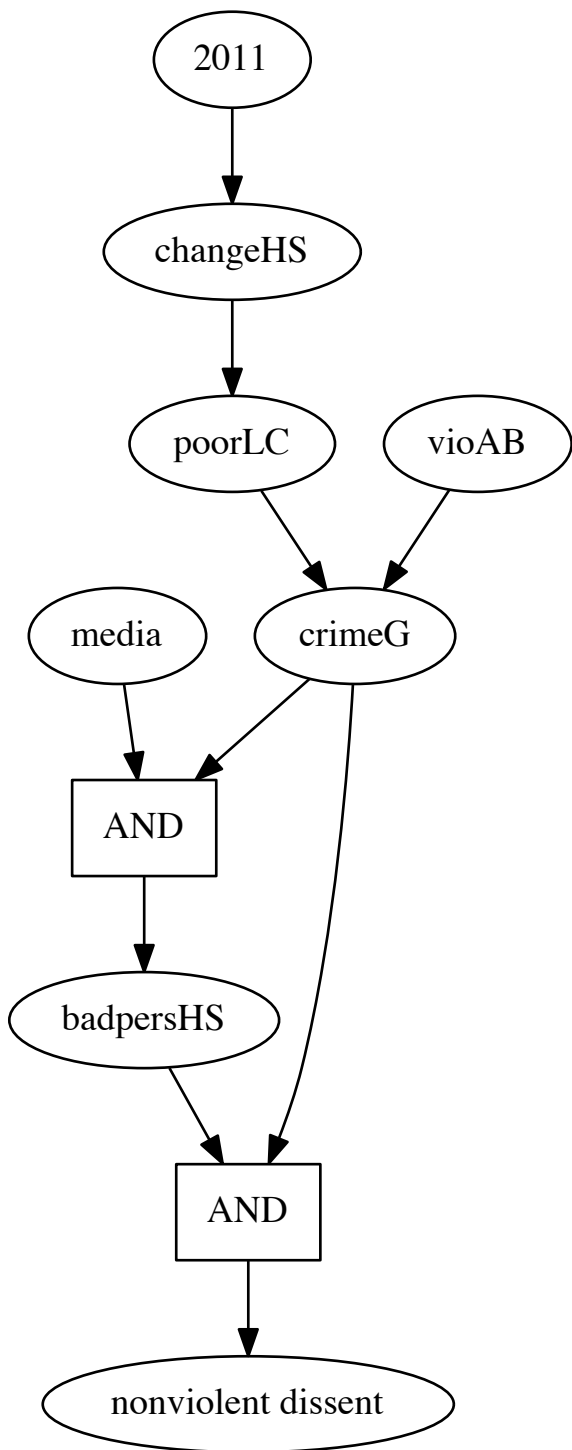 2011
changeHS
poorLC
vioAB
media
crimeG
AND
badpersHS
AND
nonviolent dissent